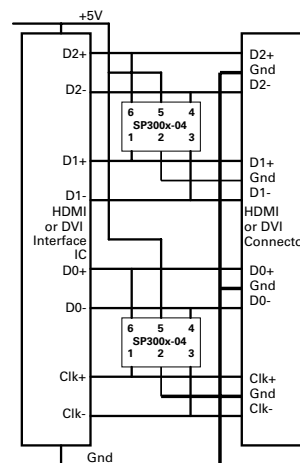 +5V
D2+ D2+
Gnd
D2- D2-
6 5 4
SP300x-04
1 2 3
D1+ D1+
Gnd
D1- D1-
HDMI HDMI
or DVI or DVI
Interface Connector
IC
D0+ D0+
Gnd
D0- D0-
6 5 4
SP300x-04
1 2 3
Clk+ Clk+
Gnd
Clk- Clk-
Gnd